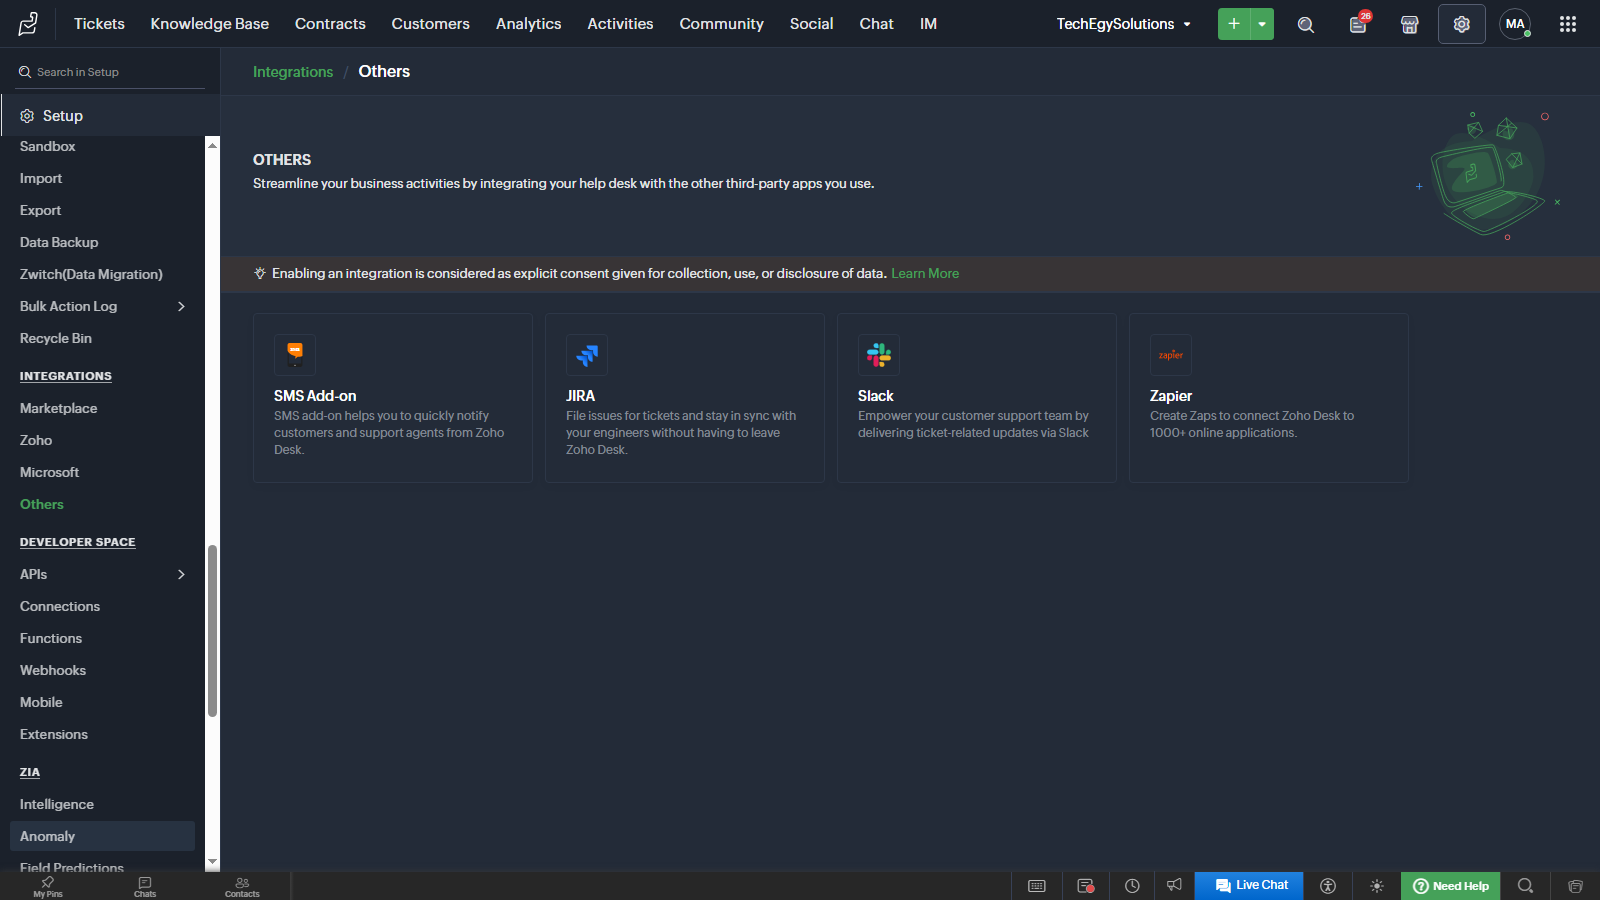 Tickets Knowledge Base Contracts Customers Analytics Activities Community Social Chat IM TechEgySolutions 26 MA
Search in Setup
Setup
Sandbox
Import
Export
Data Backup
Zwitch(Data Migration)
Bulk Action Log
Recycle Bin
INTEGRATIONS
Marketplace
Zoho
Microsoft
Others
DEVELOPER SPACE
APIs
Connections
Functions
Webhooks
Mobile
Extensions
ZIA
Intelligence
Anomaly
Field Predictions
Integrations / Others
OTHERS
Streamline your business activities by integrating your help desk with the other third-party apps you use.
Enabling an integration is considered as explicit consent given for collection, use, or disclosure of data. Learn More
SMS Add-on
SMS add-on helps you to quickly notify
customers and support agents from Zoho
Desk.
JIRA
File issues for tickets and stay in sync with
your engineers without having to leave
Zoho Desk.
Slack
Empower your customer support team by
delivering ticket-related updates via Slack
zapier
Zapier
Create Zaps to connect Zoho Desk to
1000+ online applications.
My Pins Chats Contacts Live Chat Need Help